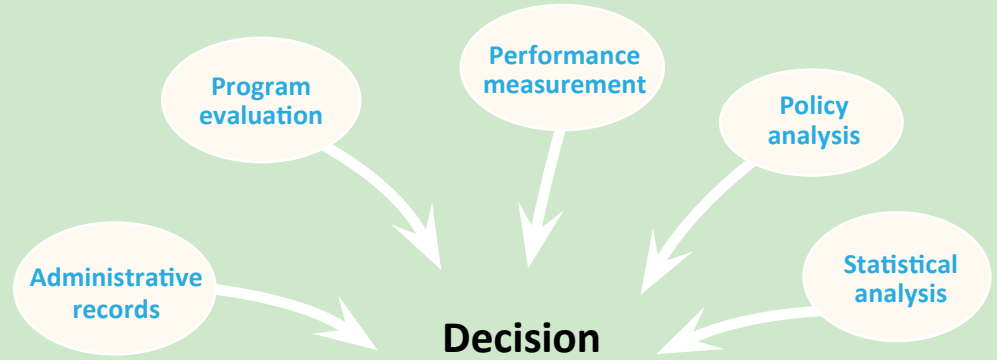 Performance
measurement
Program
evaluation
Policy
analysis
Administrative
records
Statistical
analysis
Decision